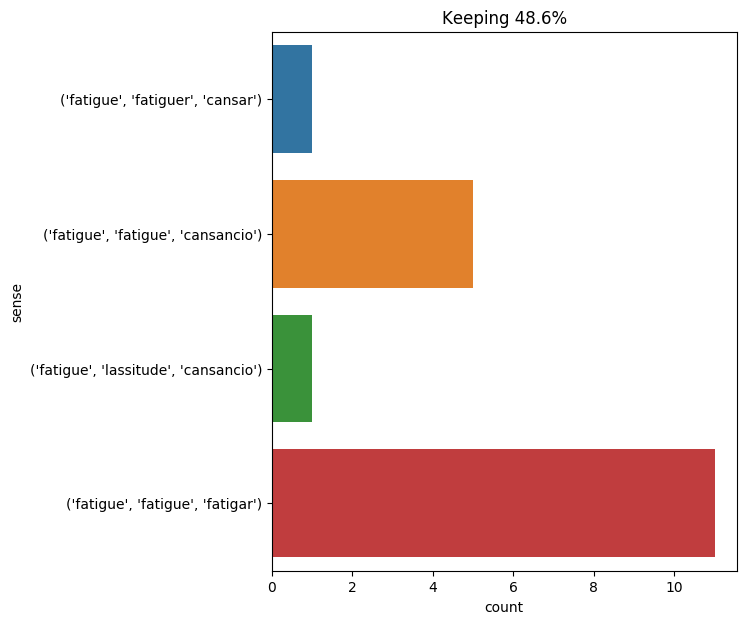 Keeping 48.6%
('fatigue', 'fatiguer', 'cansar')
('fatigue', 'fatigue', 'cansancio')
('fatigue', 'lassitude', 'cansancio')
('fatigue', 'fatigue', 'fatigar')
sense
0 2 4 6 8 10
count